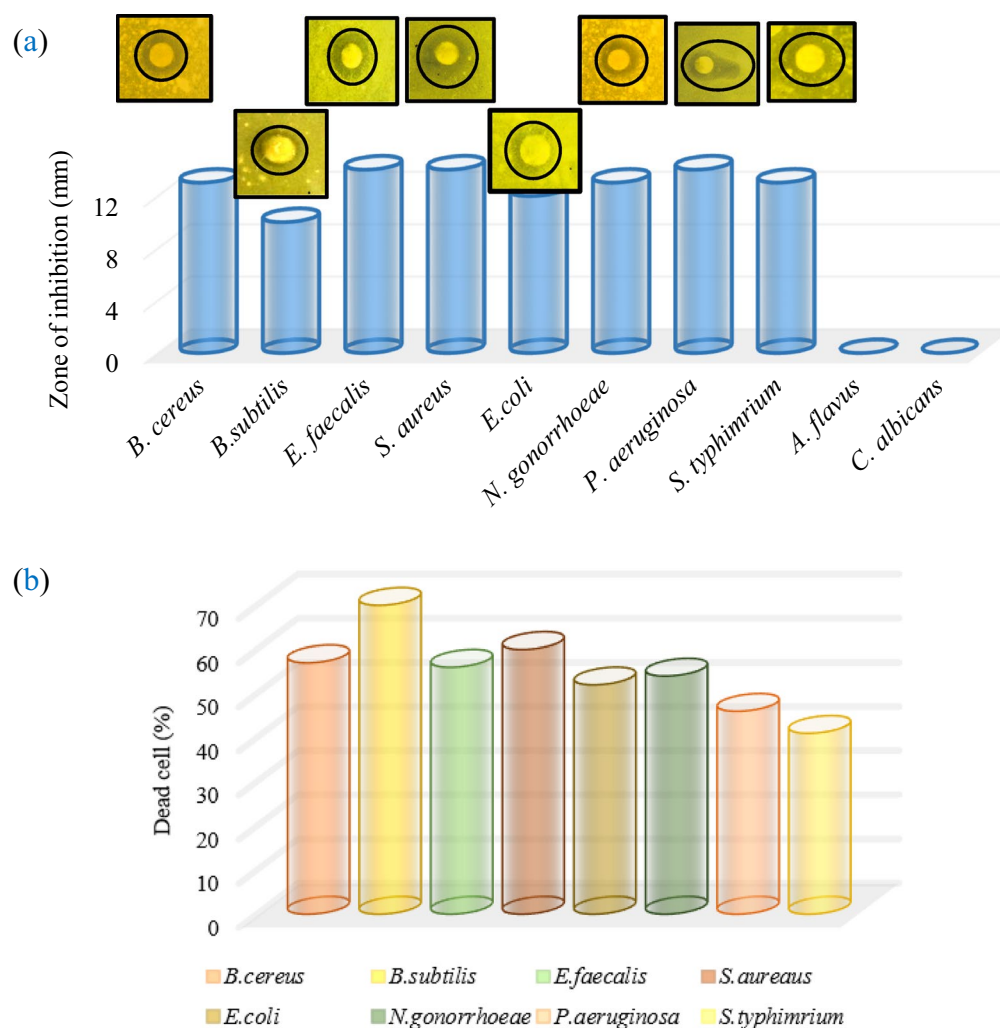 (a)
Zone of inhibition (mm)
12
8
4
0
B. cereus
B.subtilis
E. faecalis
S. aureus
E.coli
N. gonorrhoeae
P. aeruginosa
S. typhimrium
A. flavus
C. albicans
(b)
Dead cell (%)
70
60
50
40
30
20
10
0
B.cereus B.subtilis E.faecalis S.aureaus
E.coli N.gonorrhoeae P.aeruginosa S.typhimrium